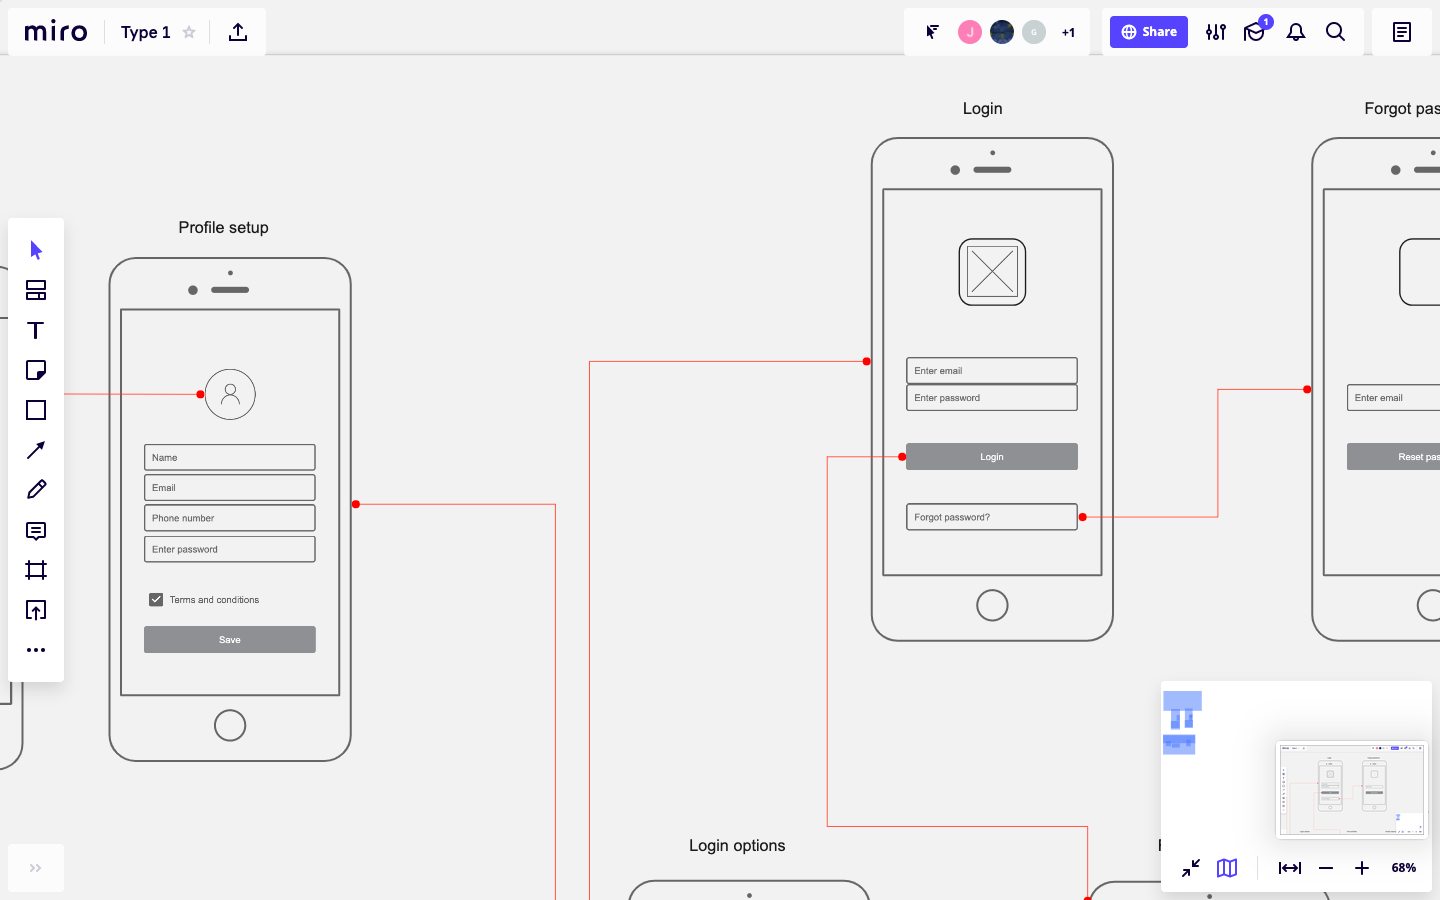 miro
Type 1
J
G
+1
Share
1
Login
Forgot pas
Profile setup
Enter email
Enter password
Login
Forgot password?
Enter email
Reset pas
Name
Email
Phone number
Enter password
Terms and conditions
Save
Login options
68%